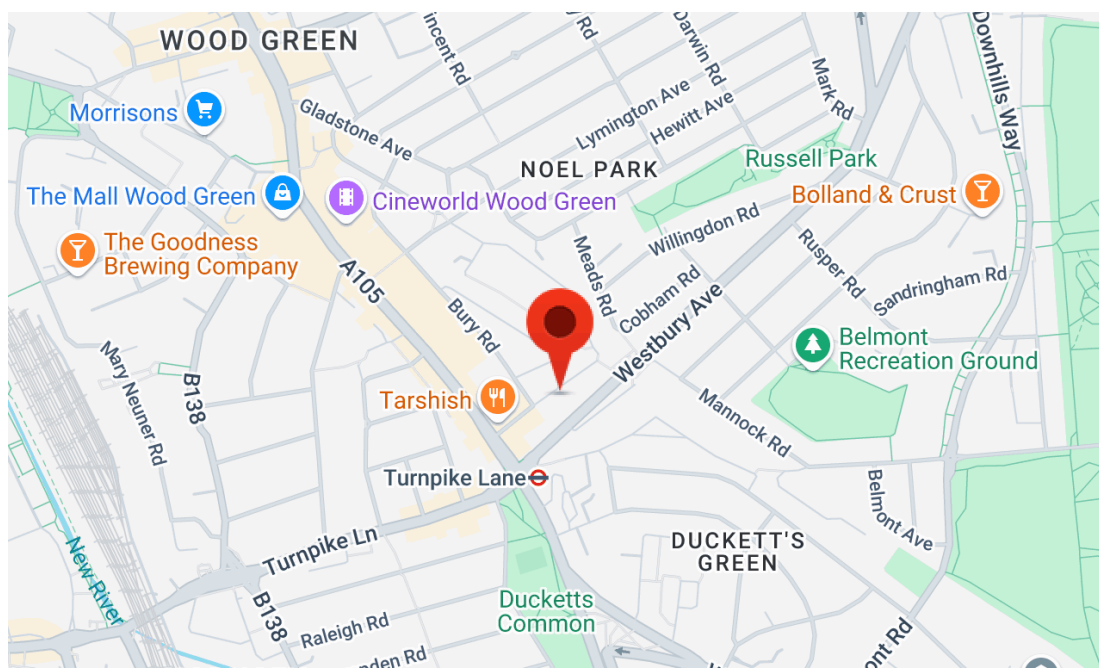 WOOD GREEN
Morrisons
Gladstone Ave
Lymington Ave
Hewitt Ave
Darwin Rd
Mark Rd
Downhills Way
NOEL PARK
Russell Park
The Mall Wood Green
Cineworld Wood Green
Bolland & Crust
The Goodness
Brewing Company
A105
Willingdon Rd
Meads Rd
Cobham Rd
Rusper Rd
Sandringham Rd
Bury Rd
Westbury Ave
Belmont
Recreation Ground
Mary Neuner Rd
B138
Tarshish
Mannock Rd
Turnpike Lane
Belmont Ave
Turnpike Ln
DUCKETT'S
GREEN
New River
B138
Ducketts
Common
Raleigh Rd